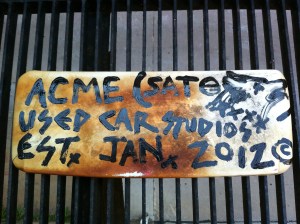 ACME (SATO
USED CAR STUDIOS
EST. JAN. 2012©